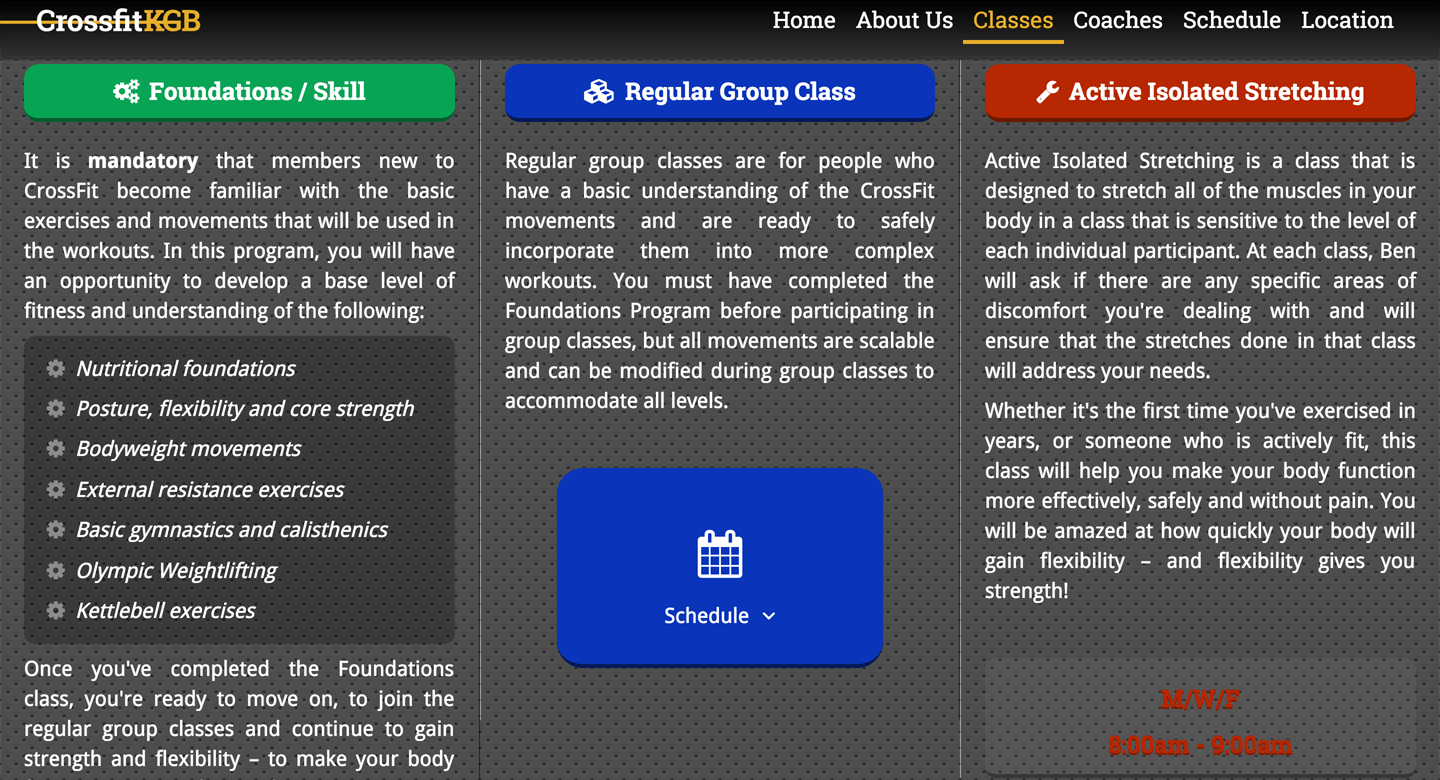 CrossfitKGB
Home About Us Classes Coaches Schedule Location
Foundations / Skill
It is mandatory that members new to
CrossFit become familiar with the basic
exercises and movements that will be used in
the workouts. In this program, you will have
an opportunity to develop a base level of
fitness and understanding of the following:
Nutritional foundations
Posture, flexibility and core strength
Bodyweight movements
External resistance exercises
Basic gymnastics and calisthenics
Olympic Weightlifting
Kettlebell exercises
Once you've completed the Foundations
class, you're ready to move on, to join the
regular group classes and continue to gain
strength and flexibility – to make your body
Regular Group Class
Regular group classes are for people who
have a basic understanding of the CrossFit
movements and are ready to safely
incorporate them into more complex
workouts. You must have completed the
Foundations Program before participating in
group classes, but all movements are scalable
and can be modified during group classes to
accommodate all levels.
Schedule
Active Isolated Stretching
Active Isolated Stretching is a class that is
designed to stretch all of the muscles in your
body in a class that is sensitive to the level of
each individual participant. At each class, Ben
will ask if there are any specific areas of
discomfort you're dealing with and will
ensure that the stretches done in that class
will address your needs.
Whether it's the first time you've exercised in
years, or someone who is actively fit, this
class will help you make your body function
more effectively, safely and without pain. You
will be amazed at how quickly your body will
gain flexibility – and flexibility gives you
strength!
M/W/F
8:00am - 9:00am